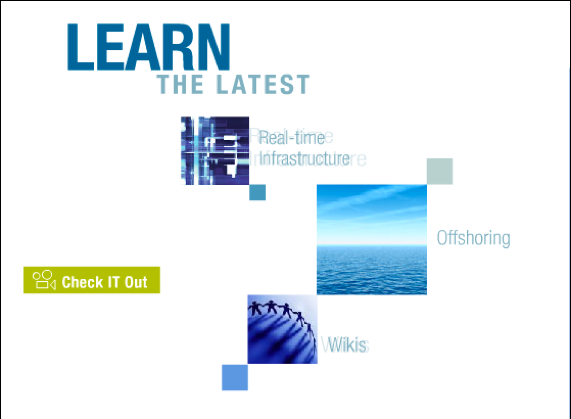 LEARN
THE LATEST
Real-time
Infrastructure
Offshoring
Check IT Out
Wikis